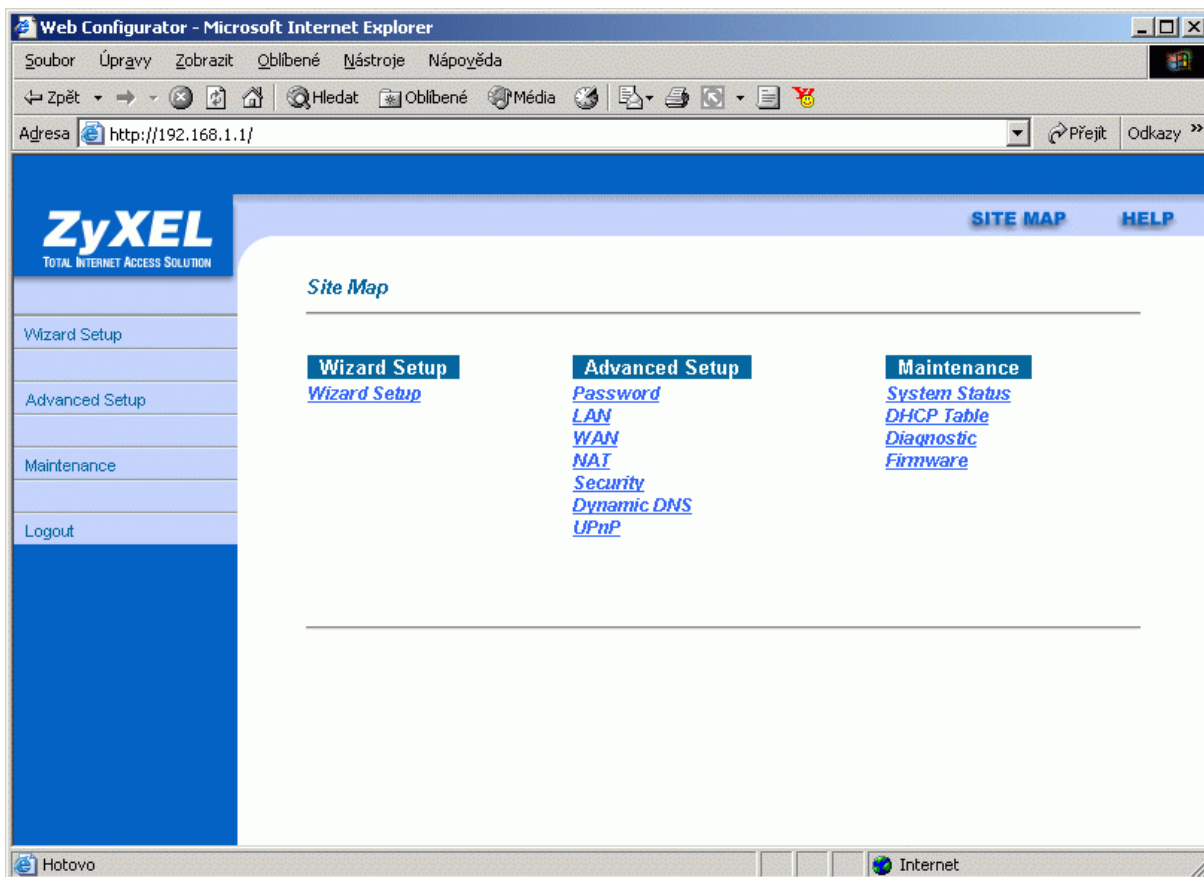 Web Configurator - Microsoft Internet Explorer
Soubor Úpravy Zobrazit Oblíbené Nástroje Nápověda
Zpět Hledat Oblíbené Média
Adresa http://192.168.1.1/ Přejít Odkazy »
ZyXEL
TOTAL INTERNET ACCESS SOLUTION
SITE MAP HELP
Wizard Setup
Advanced Setup
Maintenance
Logout
Site Map
Wizard Setup
Wizard Setup
Advanced Setup
Password
LAN
WAN
NAT
Security
Dynamic DNS
UPnP
Maintenance
System Status
DHCP Table
Diagnostic
Firmware
Hotovo Internet